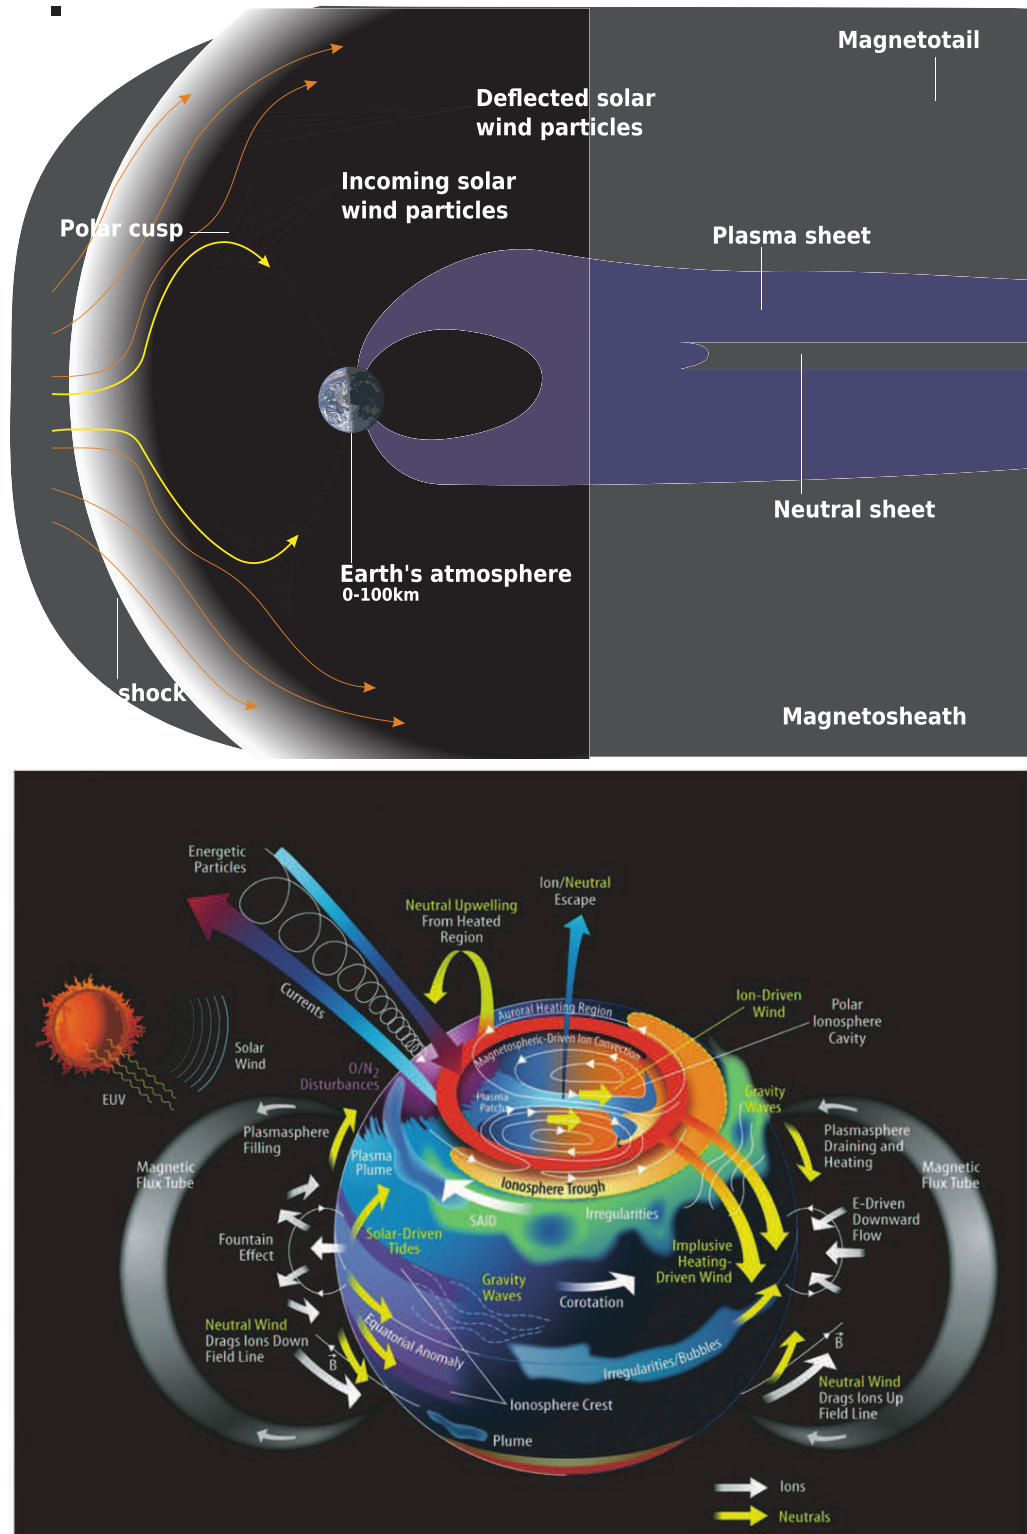 Magnetotail
Deflected solar
wind particles
Incoming solar
wind particles
Polar cusp
Plasma sheet
Neutral sheet
Earth's atmosphere
0-100km
shock
Magnetosheath
Energetic
Particles
Ion/Neutral
Escape
Neutral Upwelling
From Heated
Region
Currents
Auroral Heating Region
Magnetospheric-Driven Ion Convection
Ion-Driven
Wind
Polar
Ionosphere
Cavity
Solar
Wind
EUV
O/N2
Disturbances
Plasma
Patch
Gravity
Waves
Plasmasphere
Filling
Plasmasphere
Draining and
Heating
Magnetic
Flux Tube
Magnetic
Flux Tube
Plasma
Plume
Ionosphere Trough
SAID
Irregularities
E-Driven
Downward
Flow
Fountain
Effect
Solar-Driven
Tides
Implusive
Heating-
Driven Wind
Gravity
Waves
Corotation
Neutral Wind
Drags Ions Down
Field Line
B
Equatorial Anomaly
Irregularities/Bubbles
B
Neutral Wind
Drags Ions Up
Field Line
Ionosphere Crest
Plume
Ions
Neutrals